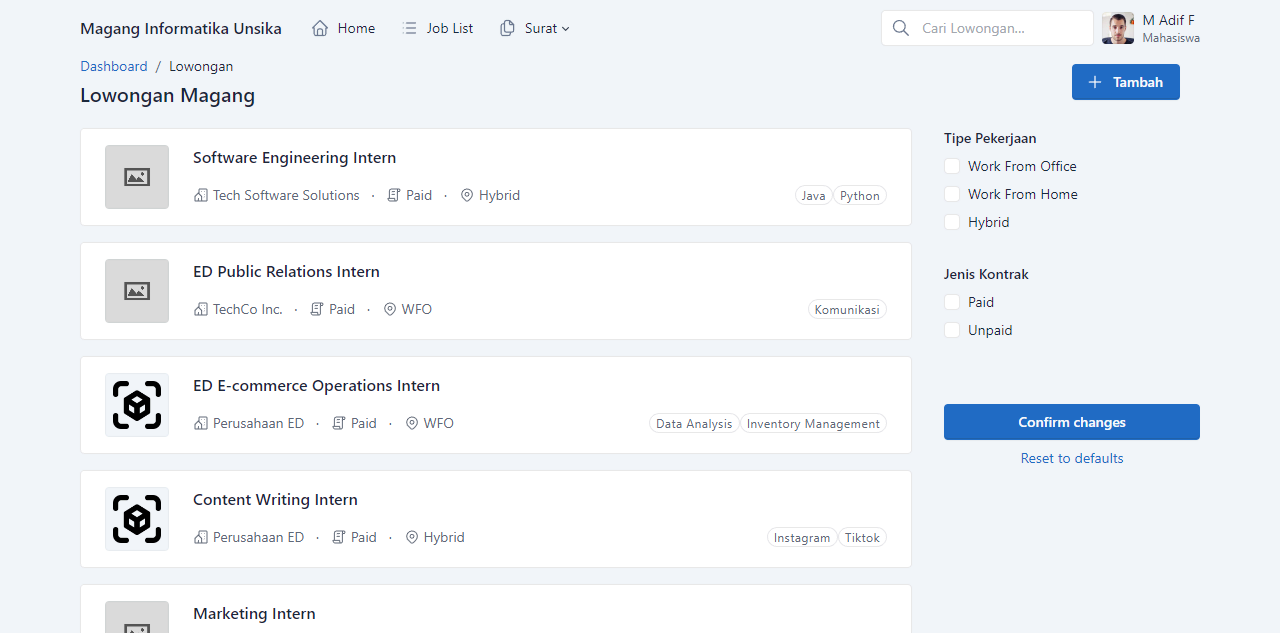 Magang Informatika Unsika Home Job List Surat Cari Lowongan... M Adif F
Mahasiswa
Dashboard / Lowongan
Lowongan Magang
Tambah
Software Engineering Intern
Tech Software Solutions · Paid · Hybrid Java Python
ED Public Relations Intern
TechCo Inc. · Paid · WFO Komunikasi
ED E-commerce Operations Intern
Perusahaan ED · Paid · WFO Data Analysis Inventory Management
Content Writing Intern
Perusahaan ED · Paid · Hybrid Instagram Tiktok
Marketing Intern
Tipe Pekerjaan
Work From Office
Work From Home
Hybrid
Jenis Kontrak
Paid
Unpaid
Confirm changes
Reset to defaults